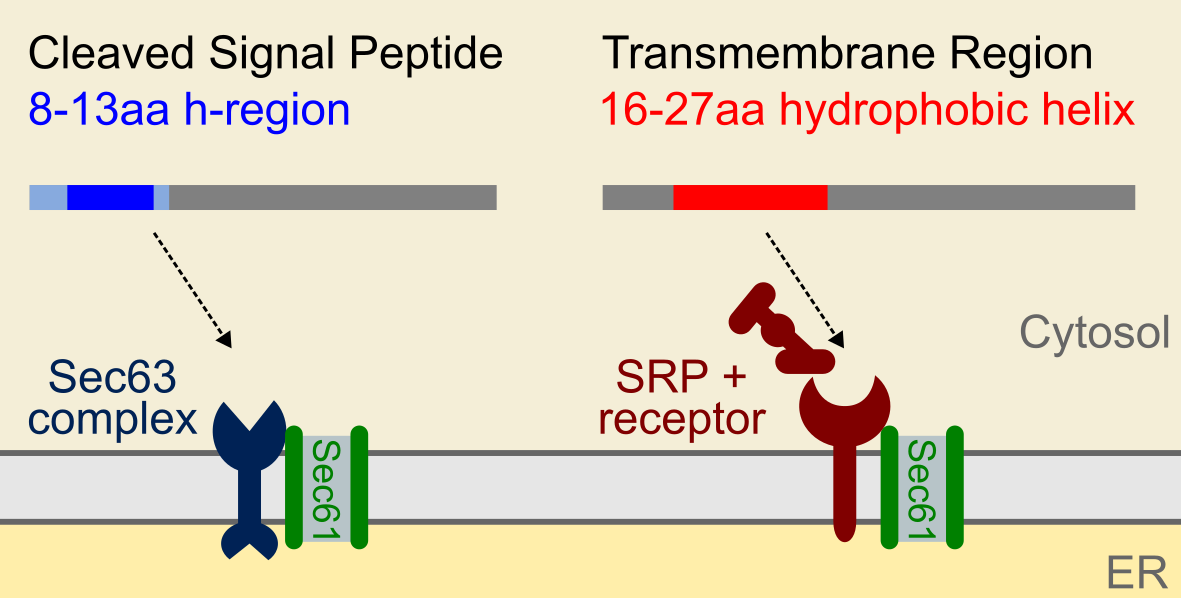 Cleaved Signal Peptide
8-13aa h-region
Transmembrane Region
16-27aa hydrophobic helix
Cytosol
Sec63
complex
Sec61
SRP +
receptor
Sec61
ER